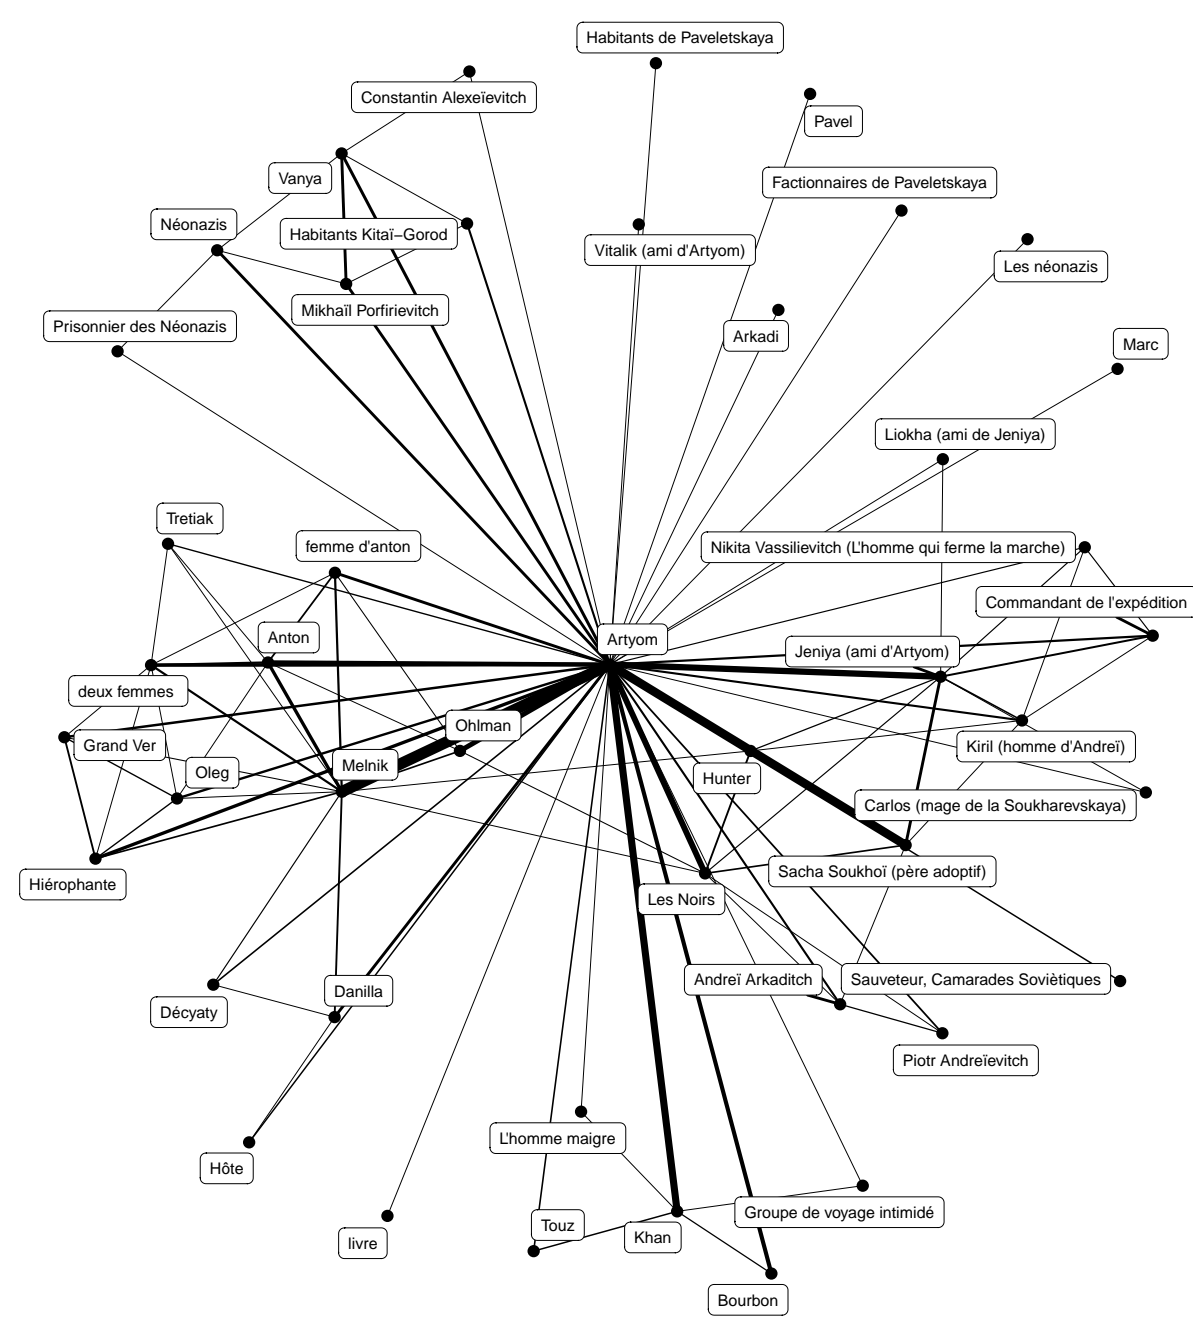 Habitants de Paveletskaya
Constantin Alexeïevitch
Pavel
Vanya
Factionnaires de Paveletskaya
Néonazis
Habitants Kitaï−Gorod
Vitalik (ami d'Artyom)
Les néonazis
Mikhaïl Porfirievitch
Prisonnier des Néonazis
Arkadi
Marc
Liokha (ami de Jeniya)
Tretiak
femme d'anton
Nikita Vassilievitch (L'homme qui ferme la marche)
Commandant de l'expédition
Anton
Artyom
Jeniya (ami d'Artyom)
deux femmes
Ohlman
Grand Ver
Kiril (homme d'Andreï)
Oleg
Melnik
Hunter
Carlos (mage de la Soukharevskaya)
Hiérophante
Sacha Soukhoï (père adoptif)
Les Noirs
Andreï Arkaditch
Sauveteur, Camarades Soviètiques
Danilla
Décyaty
Piotr Andreïevitch
L'homme maigre
Hôte
Groupe de voyage intimidé
Touz
Khan
livre
Bourbon